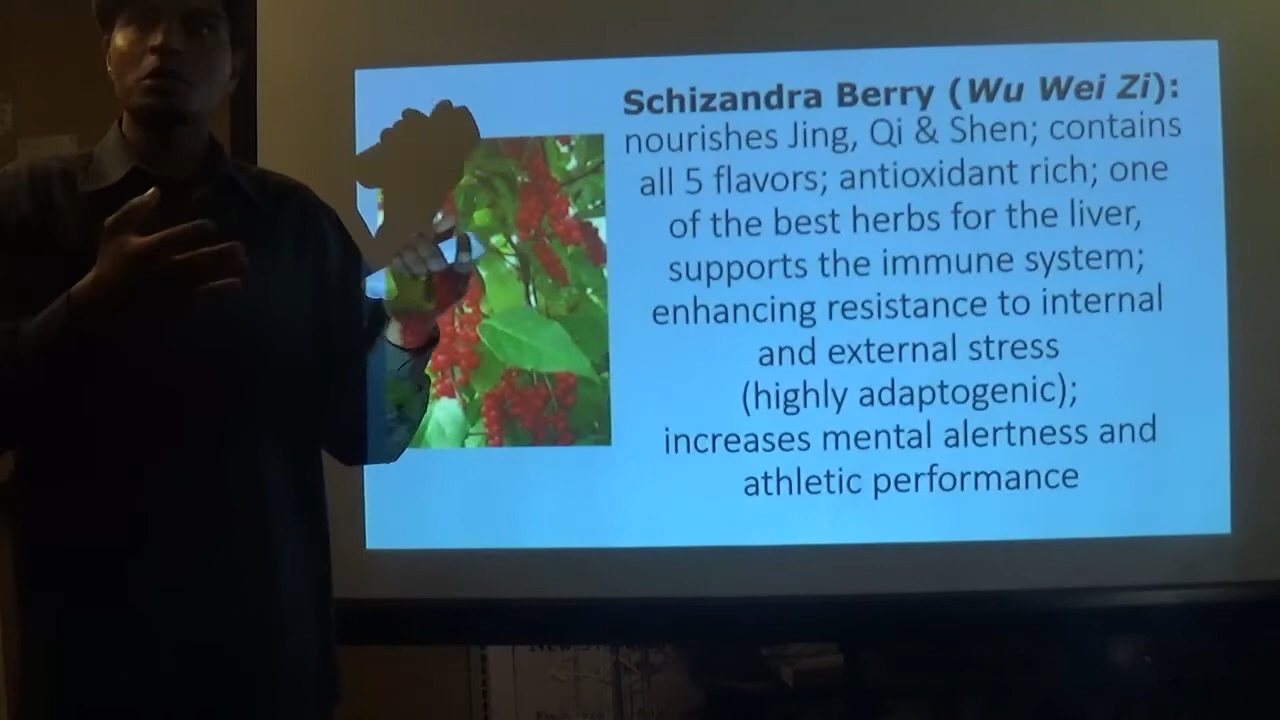 Schizandra Berry (Wu Wei Zi):
nourishes Jing, Qi & Shen; contains
all 5 flavors; antioxidant rich; one
of the best herbs for the liver,
supports the immune system;
enhancing resistance to internal
and external stress
(highly adaptogenic);
increases mental alertness and
athletic performance